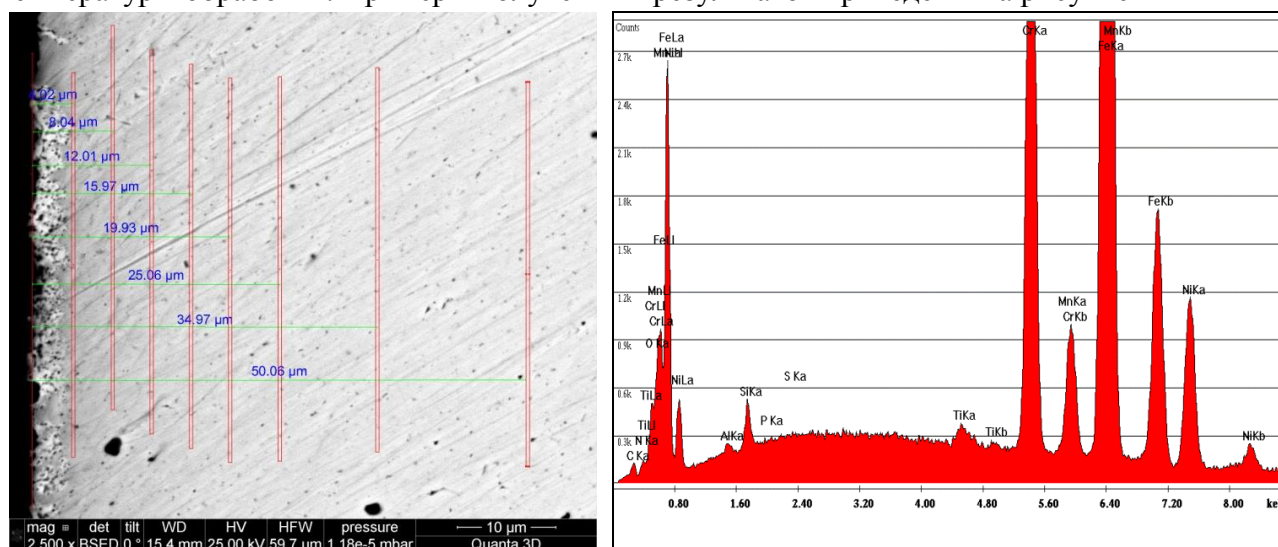 4.02 µm
8.04 µm
12.01 µm
15.97 µm
19.93 µm
25.06 µm
34.97 µm
50.06 µm
mag det tilt WD HV HFW pressure 10 µm
2 500 x BSED 0 ° 15.4 mm 25.00 kV 59.7 µm 1.18e-5 mbar Quanta 3D
Counts
2.7k
2.4k
2.1k
1.8k
1.5k
1.2k
0.9k
0.6k
0.3k
FeLa
FeLl
MnLl
CrLl
CrLa
O Ka
NiLa
TiLa
TiLl
N Ka
C Ka
AlKa
SiKa
P Ka
S Ka
TiKa
TiKb
CrKa
MnKa
CrKb
MnKb
FeKa
FeKb
NiKa
NiKb
0.80 1.60 2.40 3.20 4.00 4.80 5.60 6.40 7.20 8.00 ke